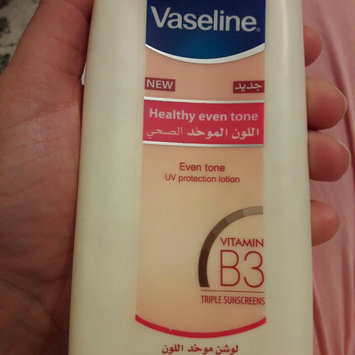 Vaseline
NEW جديد
Healthy even tone
اللون الموحد الصحي
Even tone
UV protection lotion
VITAMIN
B3
TRIPLE SUNSCREENS
لوشن موحد اللون